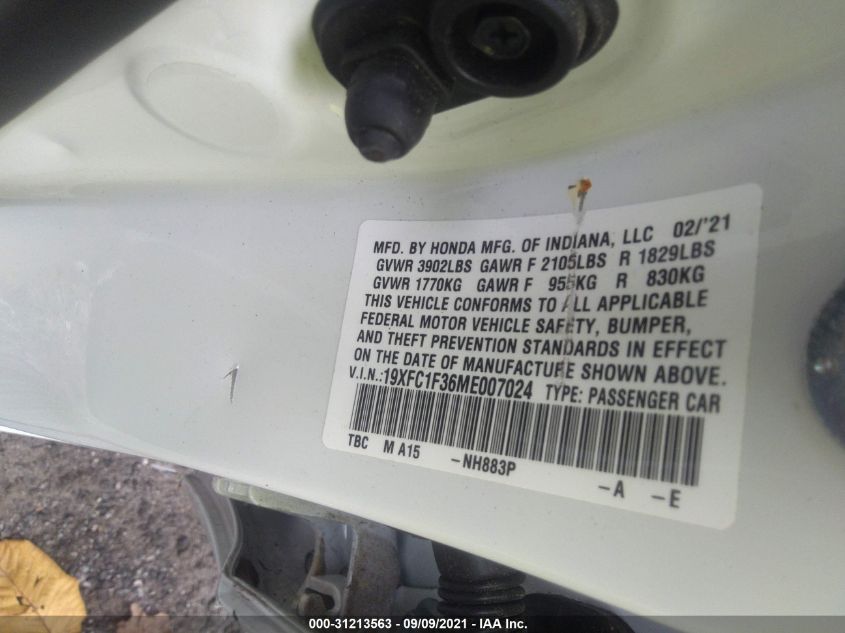 MFD. BY HONDA MFG. OF INDIANA, LLC 02/'21
GVWR 3902LBS GAWR F 2105LBS R 1829LBS
GVWR 1770KG GAWR F 955KG R 830KG
THIS VEHICLE CONFORMS TO ALL APPLICABLE
FEDERAL MOTOR VEHICLE SAFETY, BUMPER,
AND THEFT PREVENTION STANDARDS IN EFFECT
ON THE DATE OF MANUFACTURE SHOWN ABOVE.
V.I.N.:19XFC1F36ME007024 TYPE: PASSENGER CAR
TBC M A15 -NH883P -A -E
000-31213563 - 09/09/2021 - IAA Inc.